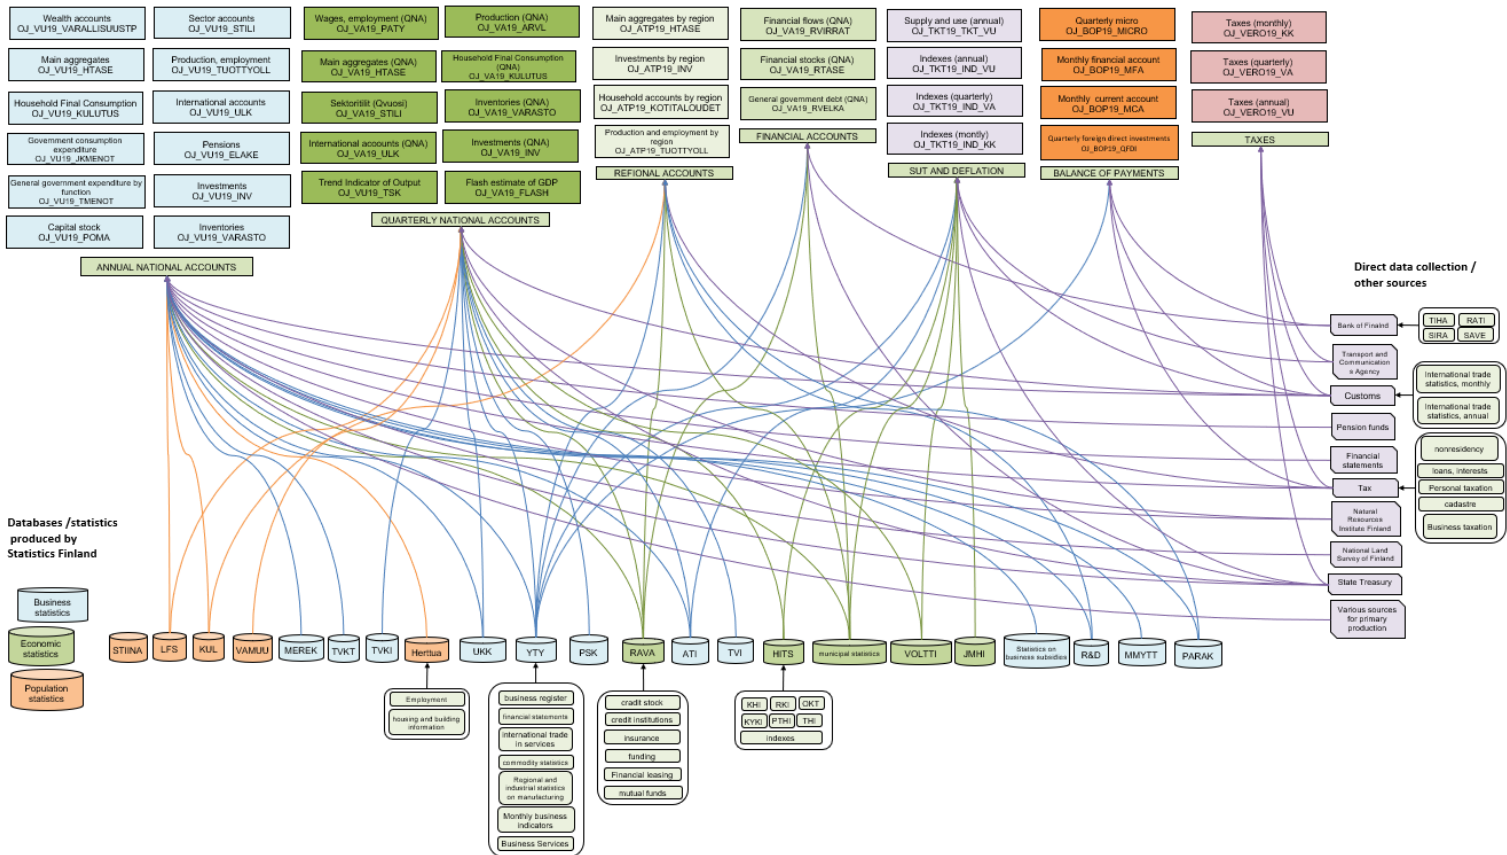 Wealth accounts
OJ_VU19_VARALLISUUSTP
Sector accounts
OJ_VU19_STILI
Main aggregates
OJ_VU19_HTASE
Production, employment
OJ_VU19_TUOTTYOLL
Household Final Consumption
OJ_VU19_KULUTUS
International accounts
OJ_VU19_ULK
Government consumption
expenditure
OJ_VU19_JKMENOT
Pensions
OJ_VU19_ELAKE
General government expenditure by
function
OJ_VU19_TMENOT
Investments
OJ_VU19_INV
Capital stock
OJ_VU19_POMA
Inventories
OJ_VU19_VARASTO
ANNUAL NATIONAL ACCOUNTS
Wages, employment (QNA)
OJ_VA19_PATY
Production (QNA)
OJ_VA19_ARVL
Main aggregates (QNA)
OJ_VA19_HTASE
Household Final Consumption
(QNA)
OJ_VA19_KULUTUS
Sektoritilit (Qvuosi)
OJ_VA19_STILI
Inventories (QNA)
OJ_VA19_VARASTO
International accounts (QNA)
OJ_VA19_ULK
Investments (QNA)
OJ_VA19_INV
Trend Indicator of Output
OJ_VU19_TSK
Flash estimate of GDP
OJ_VA19_FLASH
QUARTERLY NATIONAL ACCOUNTS
Main aggregates by region
OJ_ATP19_HTASE
Investments by region
OJ_ATP19_INV
Household accounts by region
OJ_ATP19_KOTITALOUDET
Production and employment by
region
OJ_ATP19_TUOTTYOLL
REFIONAL ACCOUNTS
Financial flows (QNA)
OJ_VA19_RVIRRAT
Financial stocks (QNA)
OJ_VA19_RTASE
General government debt (QNA)
OJ_VA19_RVELKA
FINANCIAL ACCOUNTS
Supply and use (annual)
OJ_TKT19_TKT_VU
Indexes (annual)
OJ_TKT19_IND_VU
Indexes (quarterly)
OJ_TKT19_IND_VA
Indexes (montly)
OJ_TKT19_IND_KK
SUT AND DEFLATION
Quarterly micro
OJ_BOP19_MICRO
Monthly financial account
OJ_BOP19_MFA
Monthly current account
OJ_BOP19_MCA
Quarterly foreign direct investments
OJ_BOP19_QFDI
BALANCE OF PAYMENTS
Taxes (monthly)
OJ_VERO19_KK
Taxes (quarterly)
OJ_VERO19_VA
Taxes (annual)
OJ_VERO19_VU
TAXES
Direct data collection /
other sources
Bank of Finalnd
TIHA
RATI
SIRA
SAVE
Transport and
Communication
s Agency
Customs
International trade
statistics, monthly
International trade
statistics, annual
Pension funds
Financial
statements
Tax
nonresidency
loans, interests
Personal taxation
cadastre
Business taxation
Natural
Resources
Institute Finland
National Land
Survey of Finland
State Treasury
Various sources
for primary
production
Databases /statistics
produced by
Statistics Finland
Business
statistics
Economic
statistics
Population
statistics
STIINA
LFS
KUL
VAMUU
MEREK
TVKT
TVKI
Herttua
UKK
YTY
PSK
RAVA
ATI
TVI
HITS
municipal statistics
VOLTTI
JMHI
Statistics on
business subsidies
R&D
MMYTT
PARAK
Employment
housing and building
information
business register
financial statements
international trade
in services
commodity statistics
Regional and
industrial statistics
on manufacturing
Monthly business
indicators
Business Services
cradit stock
credit institutions
insurance
funding
Financial leasing
mutual funds
KHI
RKI
OKT
KYKI
PTHI
THI
indexes